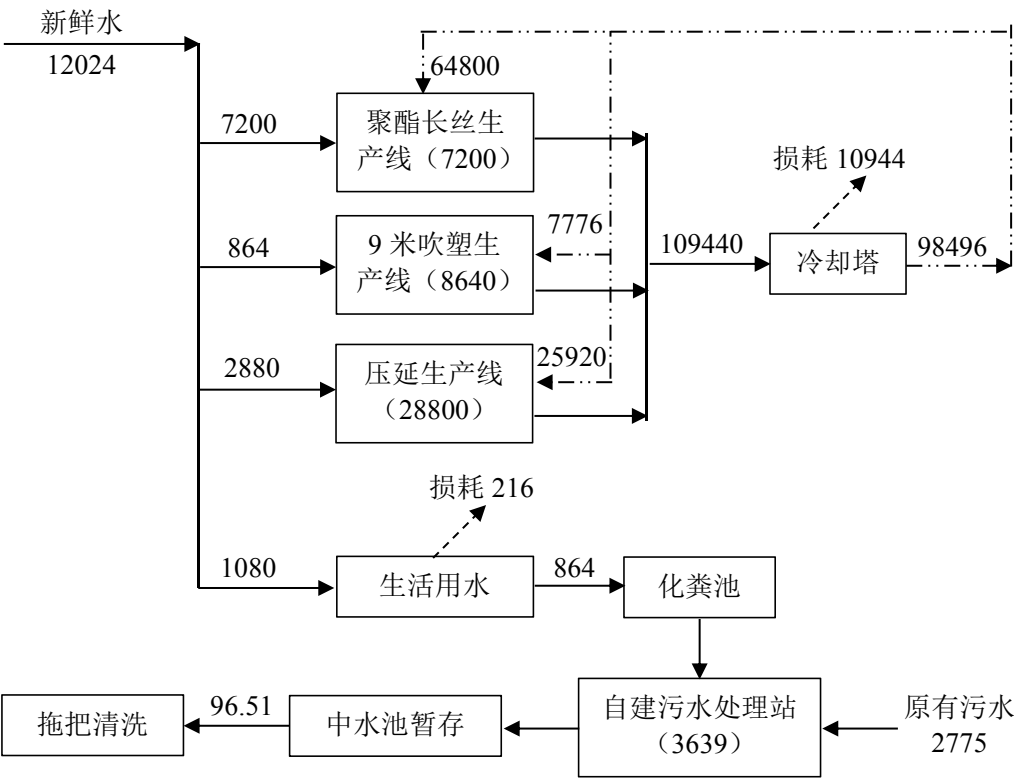 新鲜水
12024
64800
7200
聚酯长丝生
产线（7200）
损耗 10944
864
9 米吹塑生
产线（8640）
7776
109440
冷却塔
98496
2880
压延生产线
（28800）
25920
损耗 216
1080
生活用水
864
化粪池
拖把清洗
96.51
中水池暂存
自建污水处理站
（3639）
原有污水
2775